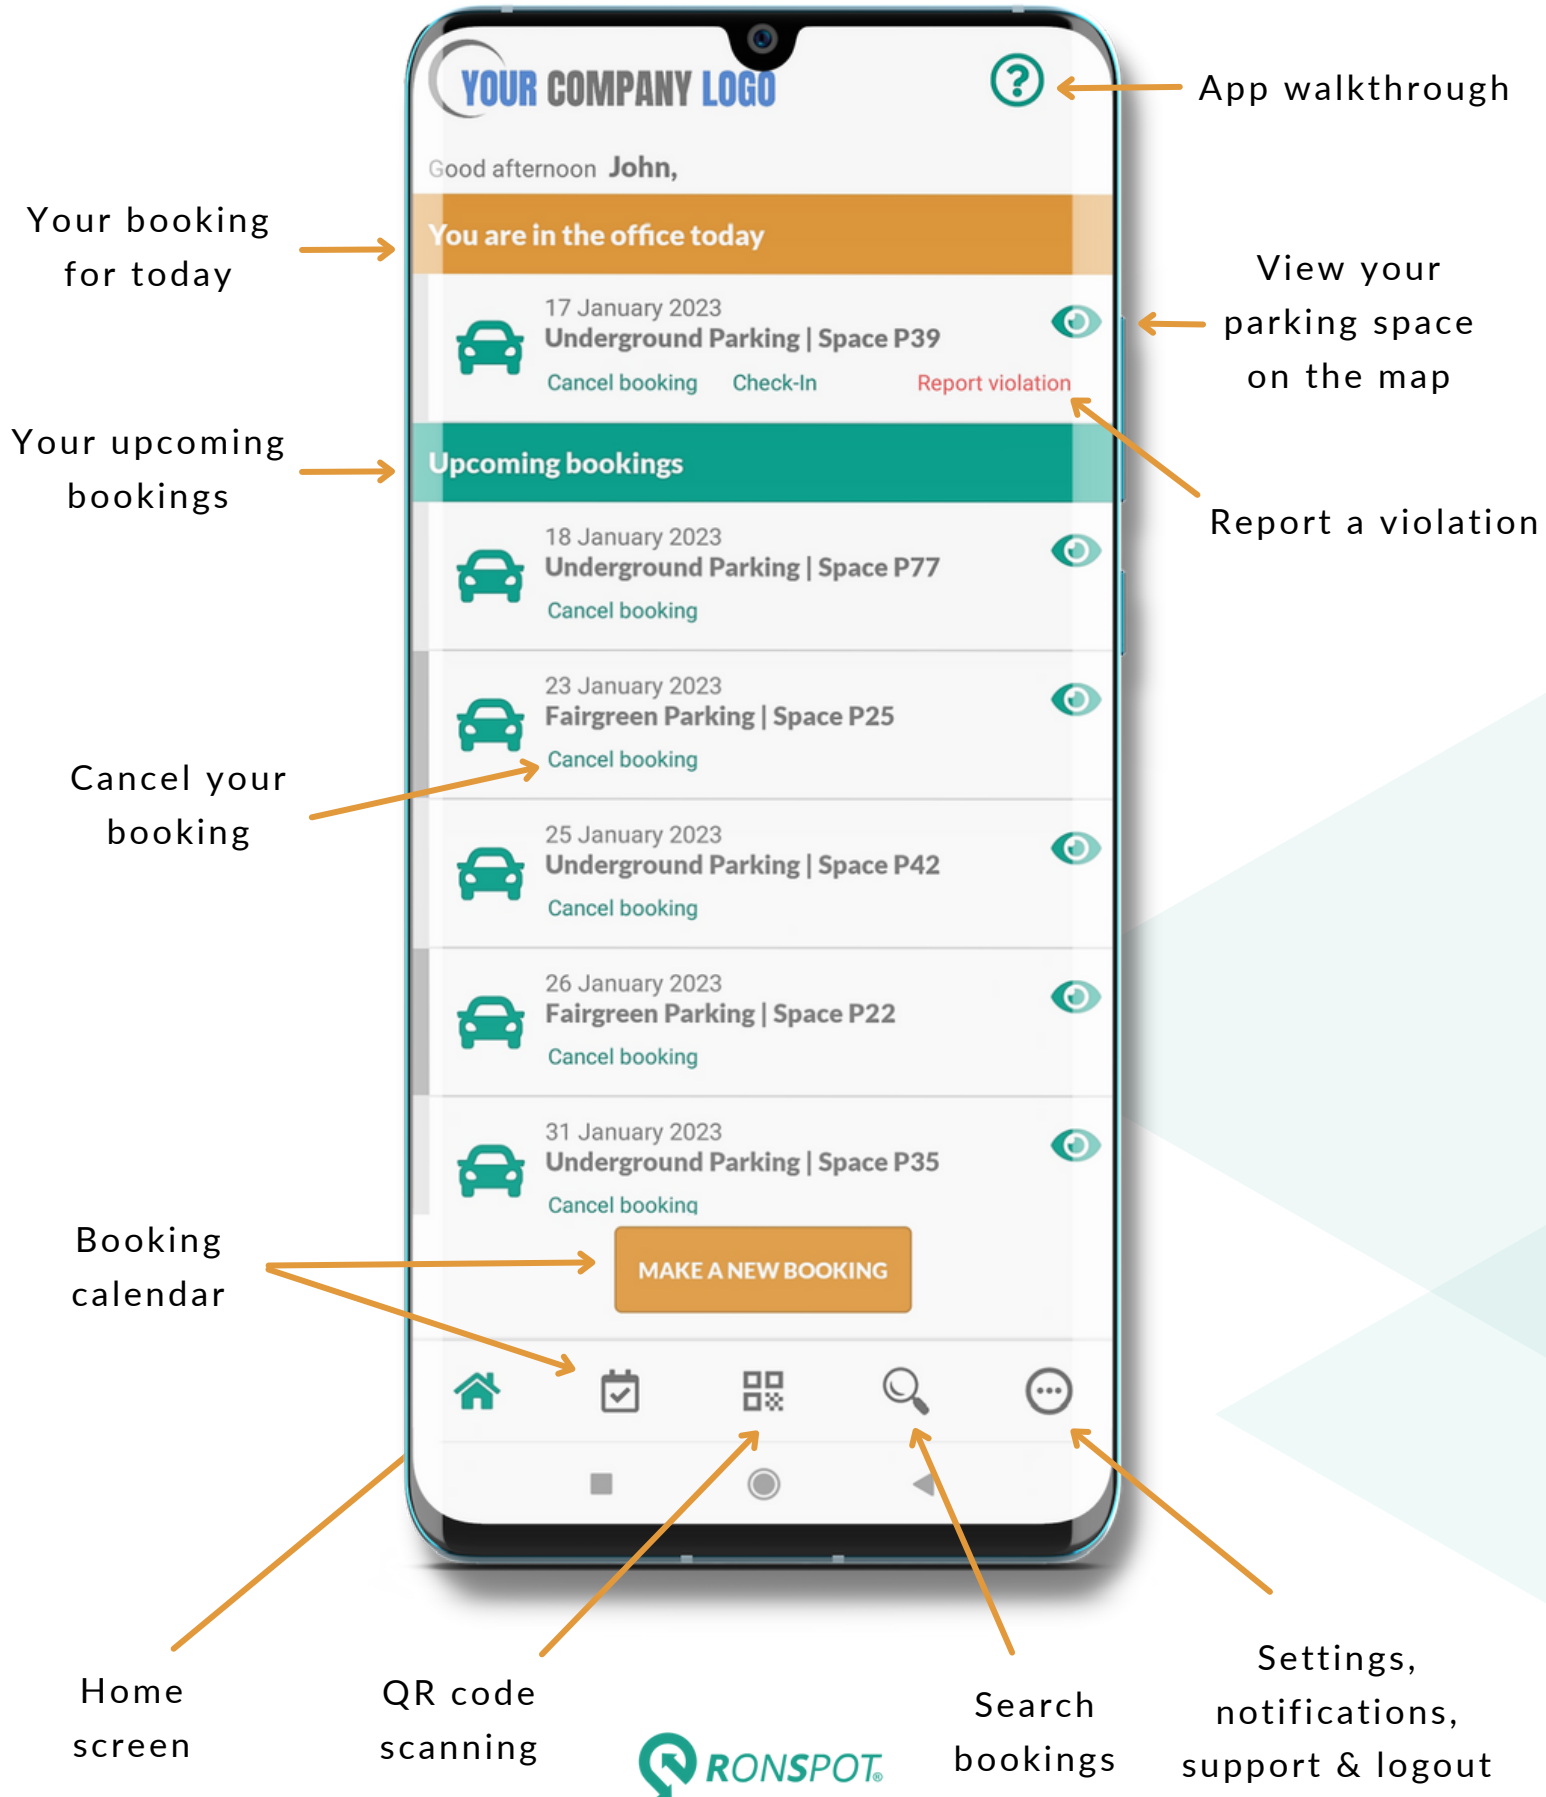 YOUR COMPANY LOGO
App walkthrough
Good afternoon John,
Your booking
for today
You are in the office today
17 January 2023
Underground Parking | Space P39
Cancel booking Check-In Report violation
View your
parking space
on the map
Your upcoming
bookings
Upcoming bookings
Report a violation
18 January 2023
Underground Parking | Space P77
Cancel booking
23 January 2023
Fairgreen Parking | Space P25
Cancel booking
Cancel your
booking
25 January 2023
Underground Parking | Space P42
Cancel booking
26 January 2023
Fairgreen Parking | Space P22
Cancel booking
31 January 2023
Underground Parking | Space P35
Cancel booking
Booking
calendar
MAKE A NEW BOOKING
Home
screen
QR code
scanning
Search
bookings
Settings,
notifications,
support & logout
RONSPOT®